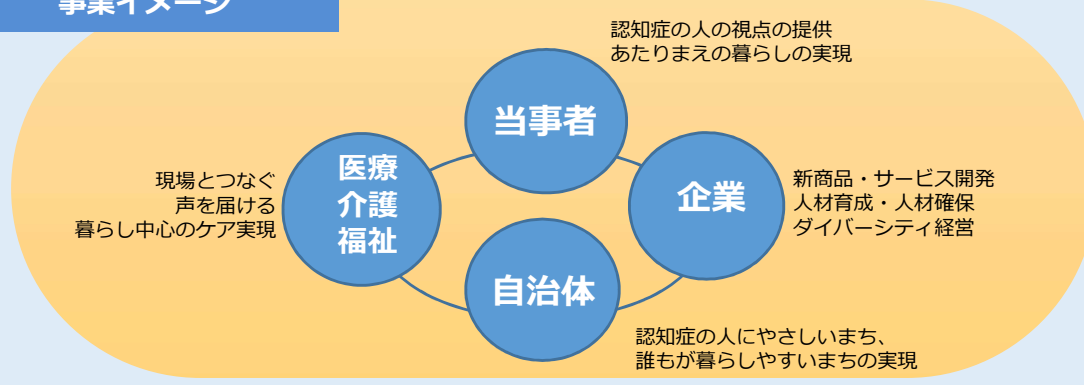 事業イメージ
認知症の人の視点の提供
あたりまえの暮らしの実現
当事者
医療
介護
福祉
現場とつなぐ
声を届ける
暮らし中心のケア実現
企業
新商品・サービス開発
人材育成・人材確保
ダイバーシティ経営
自治体
認知症の人にやさしいまち、
誰もが暮らしやすいまちの実現